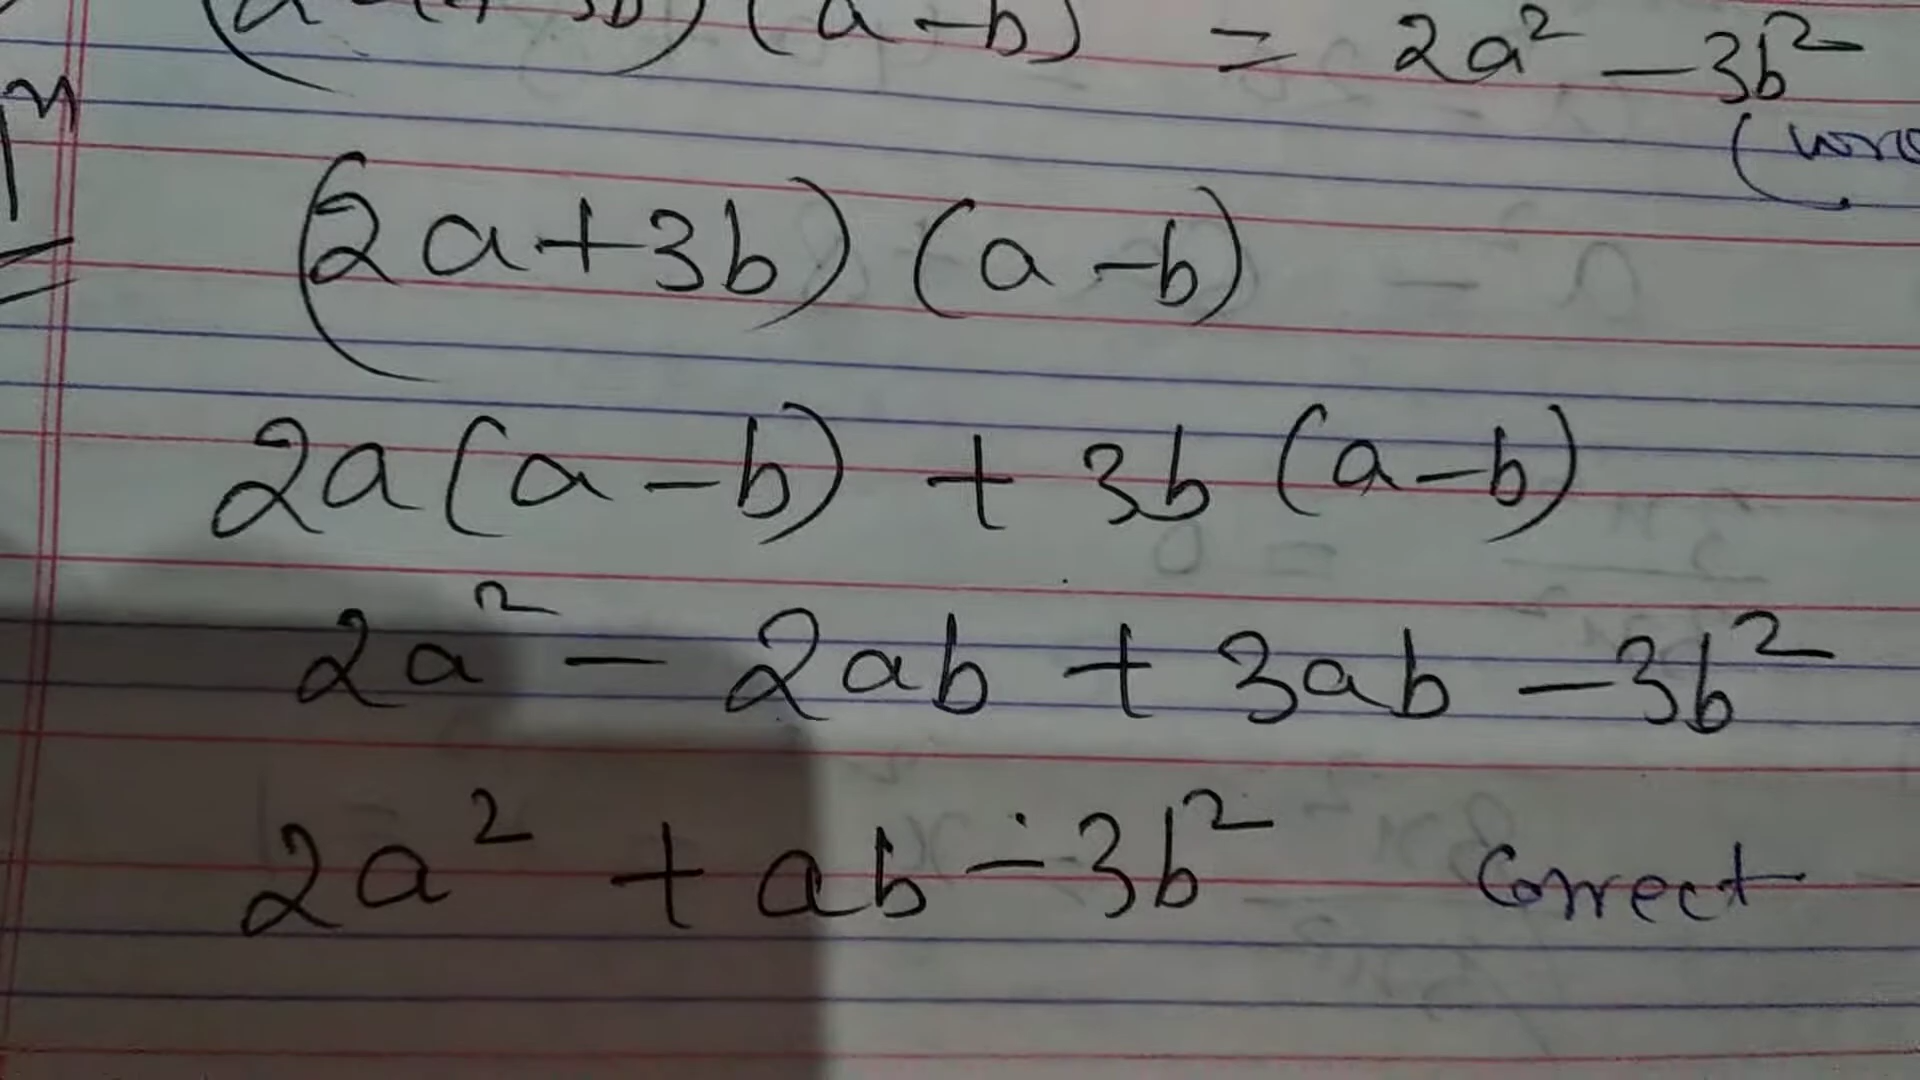 (a-b) = 2a² - 3b²
(2a+3b) (a-b)
2a(a-b) + 3b(a-b)
2a² - 2ab + 3ab - 3b²
2a² + ab - 3b² Correct